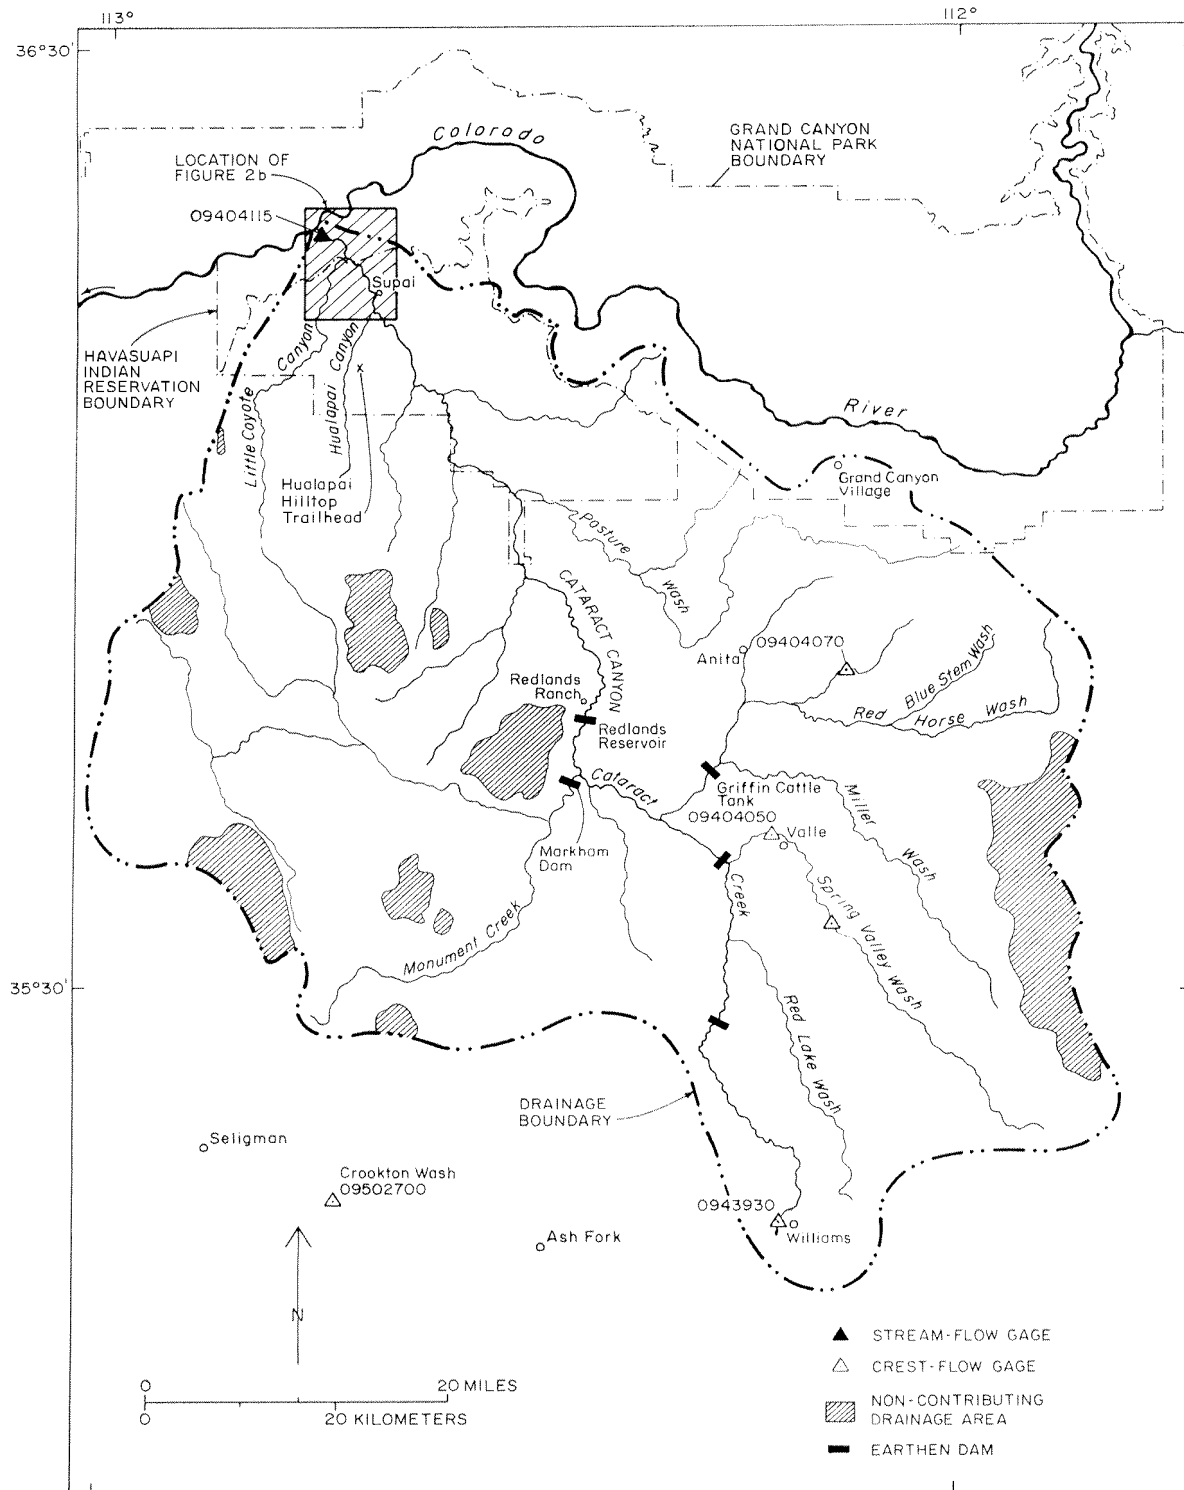 113°
112°
36°30'
Colorado
GRAND CANYON
NATIONAL PARK
BOUNDARY
LOCATION OF
FIGURE 2b
09404115
Supai
HAVASUAPI
INDIAN
RESERVATION
BOUNDARY
Little Coyote Canyon
Hualapai Canyon
x
River
Grand Canyon
Village
Hualapai
Hilltop
Trailhead
Pasture Wash
CATARACT CANYON
Anita
09404070
Blue Stem Wash
Red Horse Wash
Redlands
Ranch
Redlands
Reservoir
Cataract Creek
Griffin Cattle
Tank
09404050
Valle
Miller Wash
Markham
Dam
Spring Valley Wash
Monument Creek
35°30'
Red Lake Wash
DRAINAGE
BOUNDARY
Seligman
Crookton Wash
09502700
0943930
Williams
Ash Fork
N
0 20 MILES
0 20 KILOMETERS
STREAM-FLOW GAGE
CREST-FLOW GAGE
NON-CONTRIBUTING
DRAINAGE AREA
EARTHEN DAM